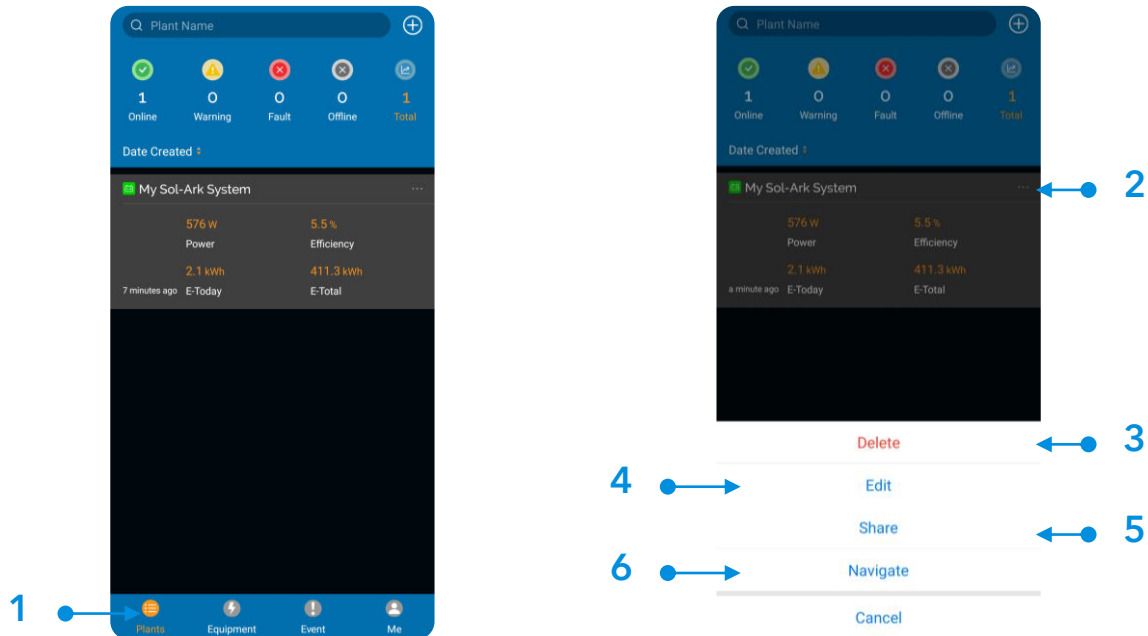 Plant Name
1 0 0 0 1
Online Warning Fault Offline Total
Date Created
My Sol-Ark System ...
576 W 5.5 %
Power Efficiency
2.1 kWh 411.3 kWh
7 minutes ago E-Today E-Total
1
Plants Equipment Event Me
Plant Name
1 0 0 0 1
Online Warning Fault Offline Total
Date Created
My Sol-Ark System ...
2
576 W 5.5 %
Power Efficiency
2.1 kWh 411.3 kWh
a minute ago E-Today E-Total
Delete
3
4
Edit
Share
5
6
Navigate
Cancel